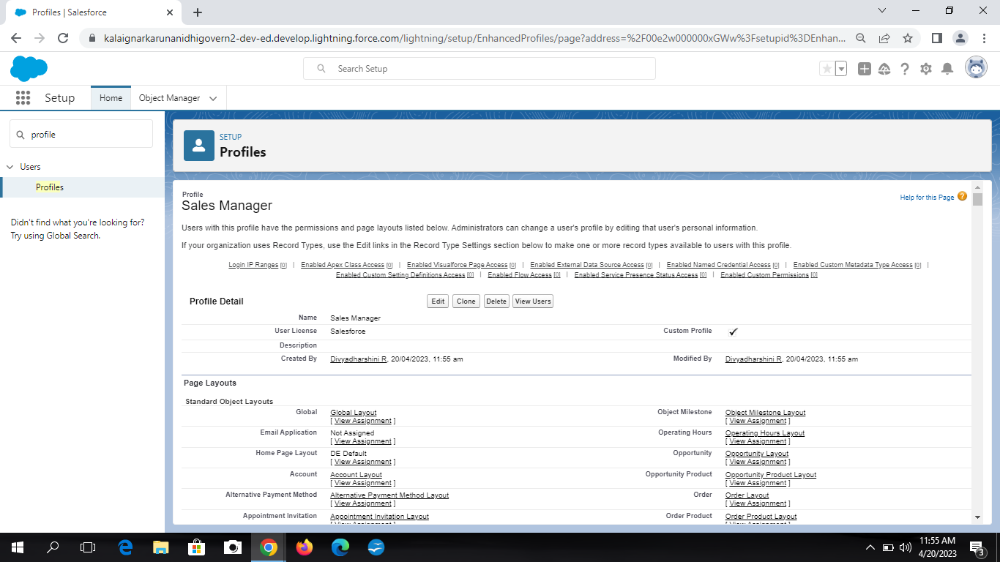 Profiles | Salesforce
kalaignarkarunanidhigovern2-dev-ed.develop.lightning.force.com/lightning/setup/EnhancedProfiles/page?address=%2F00e2w000000xGWw%3Fsetupid%3DEnhan...
Search Setup
Setup
Home
Object Manager
profile
Users
Profiles
Didn't find what you're looking for?
Try using Global Search.
SETUP
Profiles
Profile
Sales Manager
Help for this Page
Users with this profile have the permissions and page layouts listed below. Administrators can change a user's profile by editing that user's personal information.
If your organization uses Record Types, use the Edit links in the Record Type Settings section below to make one or more record types available to users with this profile.
Login IP Ranges [0] | Enabled Apex Class Access [0] | Enabled Visualforce Page Access [0] | Enabled External Data Source Access [0] | Enabled Named Credential Access [0] | Enabled Custom Metadata Type Access [0] |
Enabled Custom Setting Definitions Access [0] | Enabled Flow Access [0] | Enabled Service Presence Status Access [0] | Enabled Custom Permissions [0]
Profile Detail Edit Clone Delete View Users
Name Sales Manager
User License Salesforce Custom Profile ✓
Description
Created By Divyadharshini R, 20/04/2023, 11:55 am Modified By Divyadharshini R, 20/04/2023, 11:55 am
Page Layouts
Standard Object Layouts
Global Global Layout Object Milestone Object Milestone Layout
[ View Assignment ] [ View Assignment ]
Email Application Not Assigned Operating Hours Operating Hours Layout
[ View Assignment ] [ View Assignment ]
Home Page Layout DE Default Opportunity Opportunity Layout
[ View Assignment ] [ View Assignment ]
Account Account Layout Opportunity Product Opportunity Product Layout
[ View Assignment ] [ View Assignment ]
Alternative Payment Method Alternative Payment Method Layout Order Order Layout
[ View Assignment ] [ View Assignment ]
Appointment Invitation Appointment Invitation Layout Order Product Order Product Layout
[ View Assignment ] [ View Assignment ]
11:55 AM
4/20/2023
3